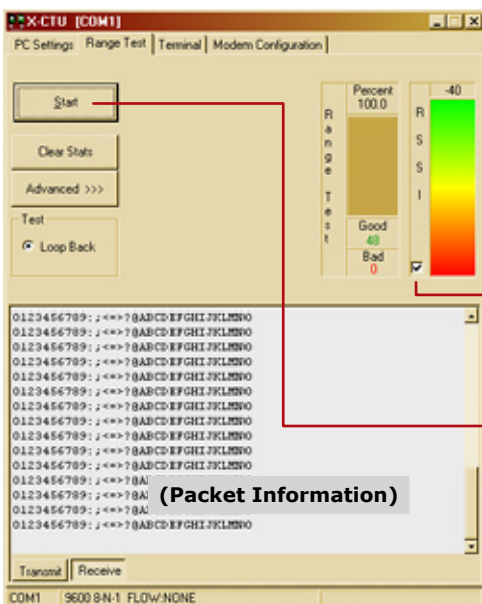 X-CTU [COM1]
PC Settings Range Test Terminal Modem Configuration
Start
Clear Stats
Advanced >>>
Test
Loop Back
Range Test
Percent
100.0
Good
48
Bad
0
RSSI
-40
0123456789:;<=>?@ABCDEFGHIJKLMNO
0123456789:;<=>?@ABCDEFGHIJKLMNO
0123456789:;<=>?@ABCDEFGHIJKLMNO
0123456789:;<=>?@ABCDEFGHIJKLMNO
0123456789:;<=>?@ABCDEFGHIJKLMNO
0123456789:;<=>?@ABCDEFGHIJKLMNO
0123456789:;<=>?@ABCDEFGHIJKLMNO
0123456789:;<=>?@ABCDEFGHIJKLMNO
0123456789:;<=>?@ABCDEFGHIJKLMNO
0123456789:;<=>?@ABCDEFGHIJKLMNO
0123456789:;<=>?@A
0123456789:;<=>?@A
0123456789:;<=>?@A
0123456789:;<=>?@ABCDEFGHIJKLMNO
(Packet Information)
Transmit Receive
COM1 9600 8-N-1 FLOW:NONE